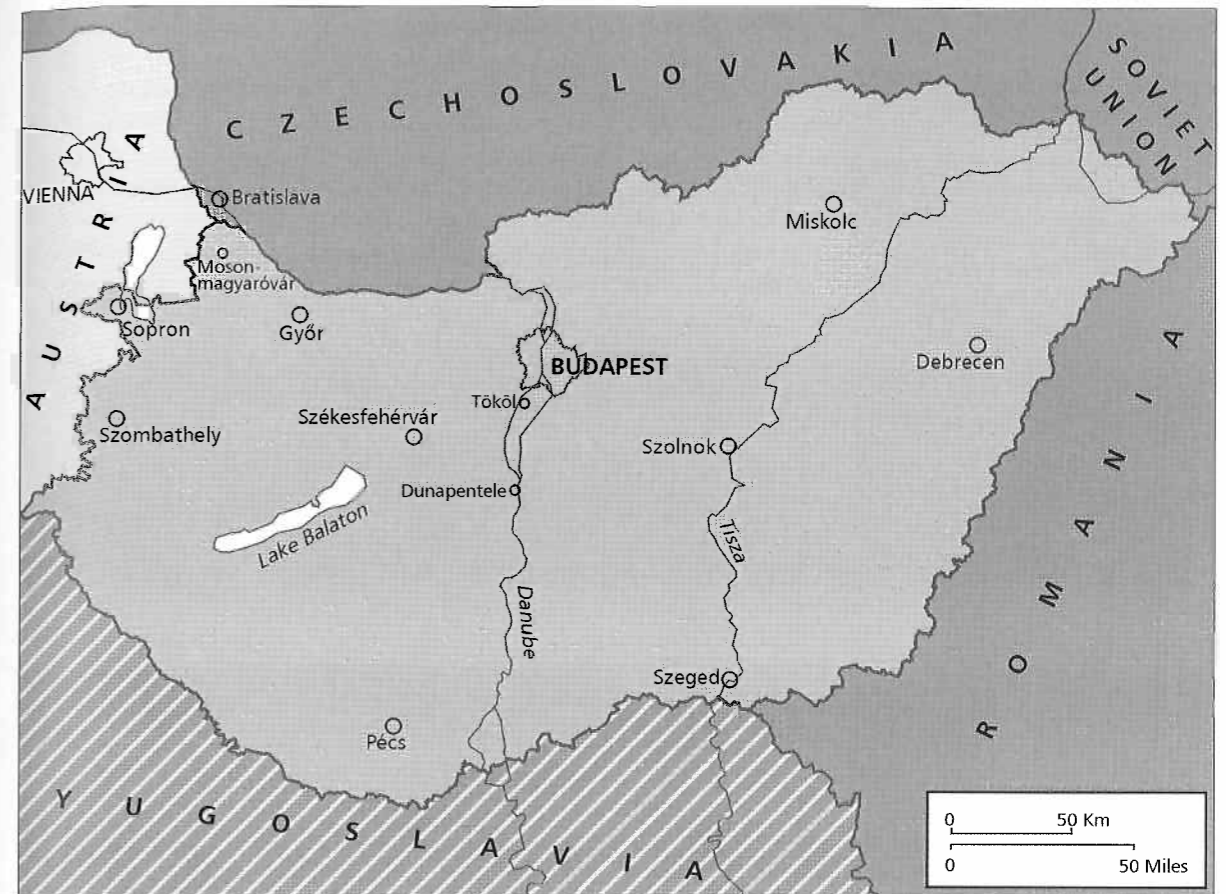 CZECHOSLOVAKIA
SOVIET
UNION
AUSTRIA
VIENNA
Bratislava
Miskolc
Moson-
magyaróvár
Sopron
Győr
BUDAPEST
Debrecen
Tököl
Szombathely
Székesfehérvár
Szolnok
Dunapentele
Lake Balaton
Tisza
Danube
Szeged
Pécs
ROMANIA
YUGOSLAVIA
0 50 Km
0 50 Miles